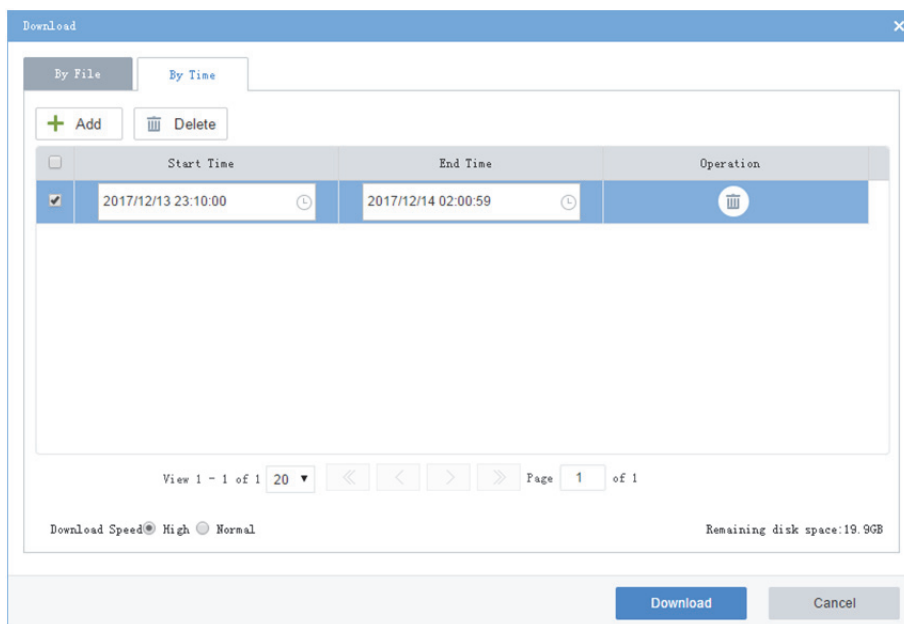 Download
By File By Time
Add Delete
Start Time End Time Operation
2017/12/13 23:10:00 2017/12/14 02:00:59
View 1 - 1 of 1 20 Page 1 of 1
Download Speed High Normal Remaining disk space:19.9GB
Download Cancel